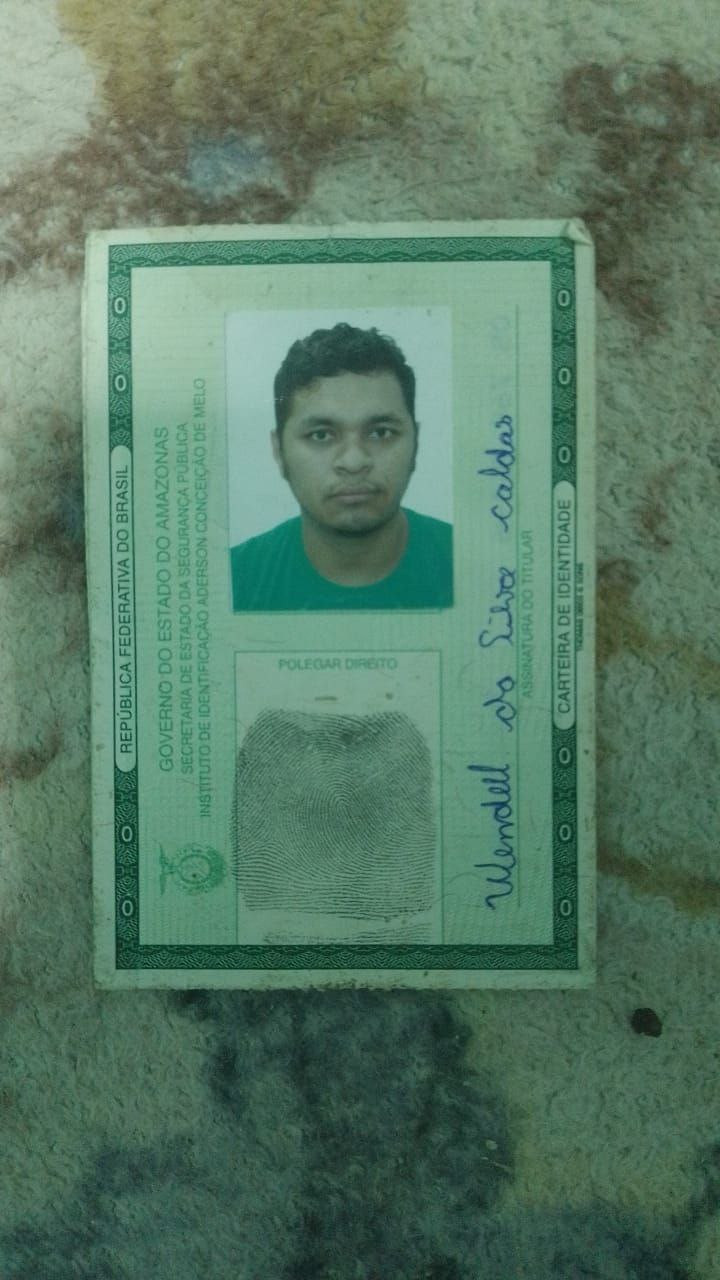 REPÚBLICA FEDERATIVA DO BRASIL
GOVERNO DO ESTADO DO AMAZONAS
SECRETARIA DE ESTADO DA SEGURANÇA PÚBLICA
INSTITUTO DE IDENTIFICAÇÃO ADERSON CONCEIÇÃO DE MELO
POLEGAR DIREITO
Wendell da Silva Caldas
ASSINATURA DO TITULAR
CARTEIRA DE IDENTIDADE